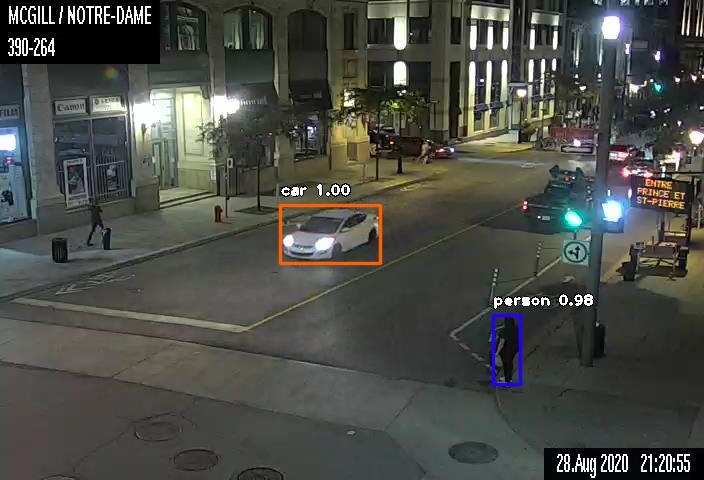 MCGILL / NOTRE-DAME
390-264
FILM
Canon
car 1.00
ENTRE
PRINCE ET
ST-PIERRE
person 0.98
28.Aug 2020 21:20:55